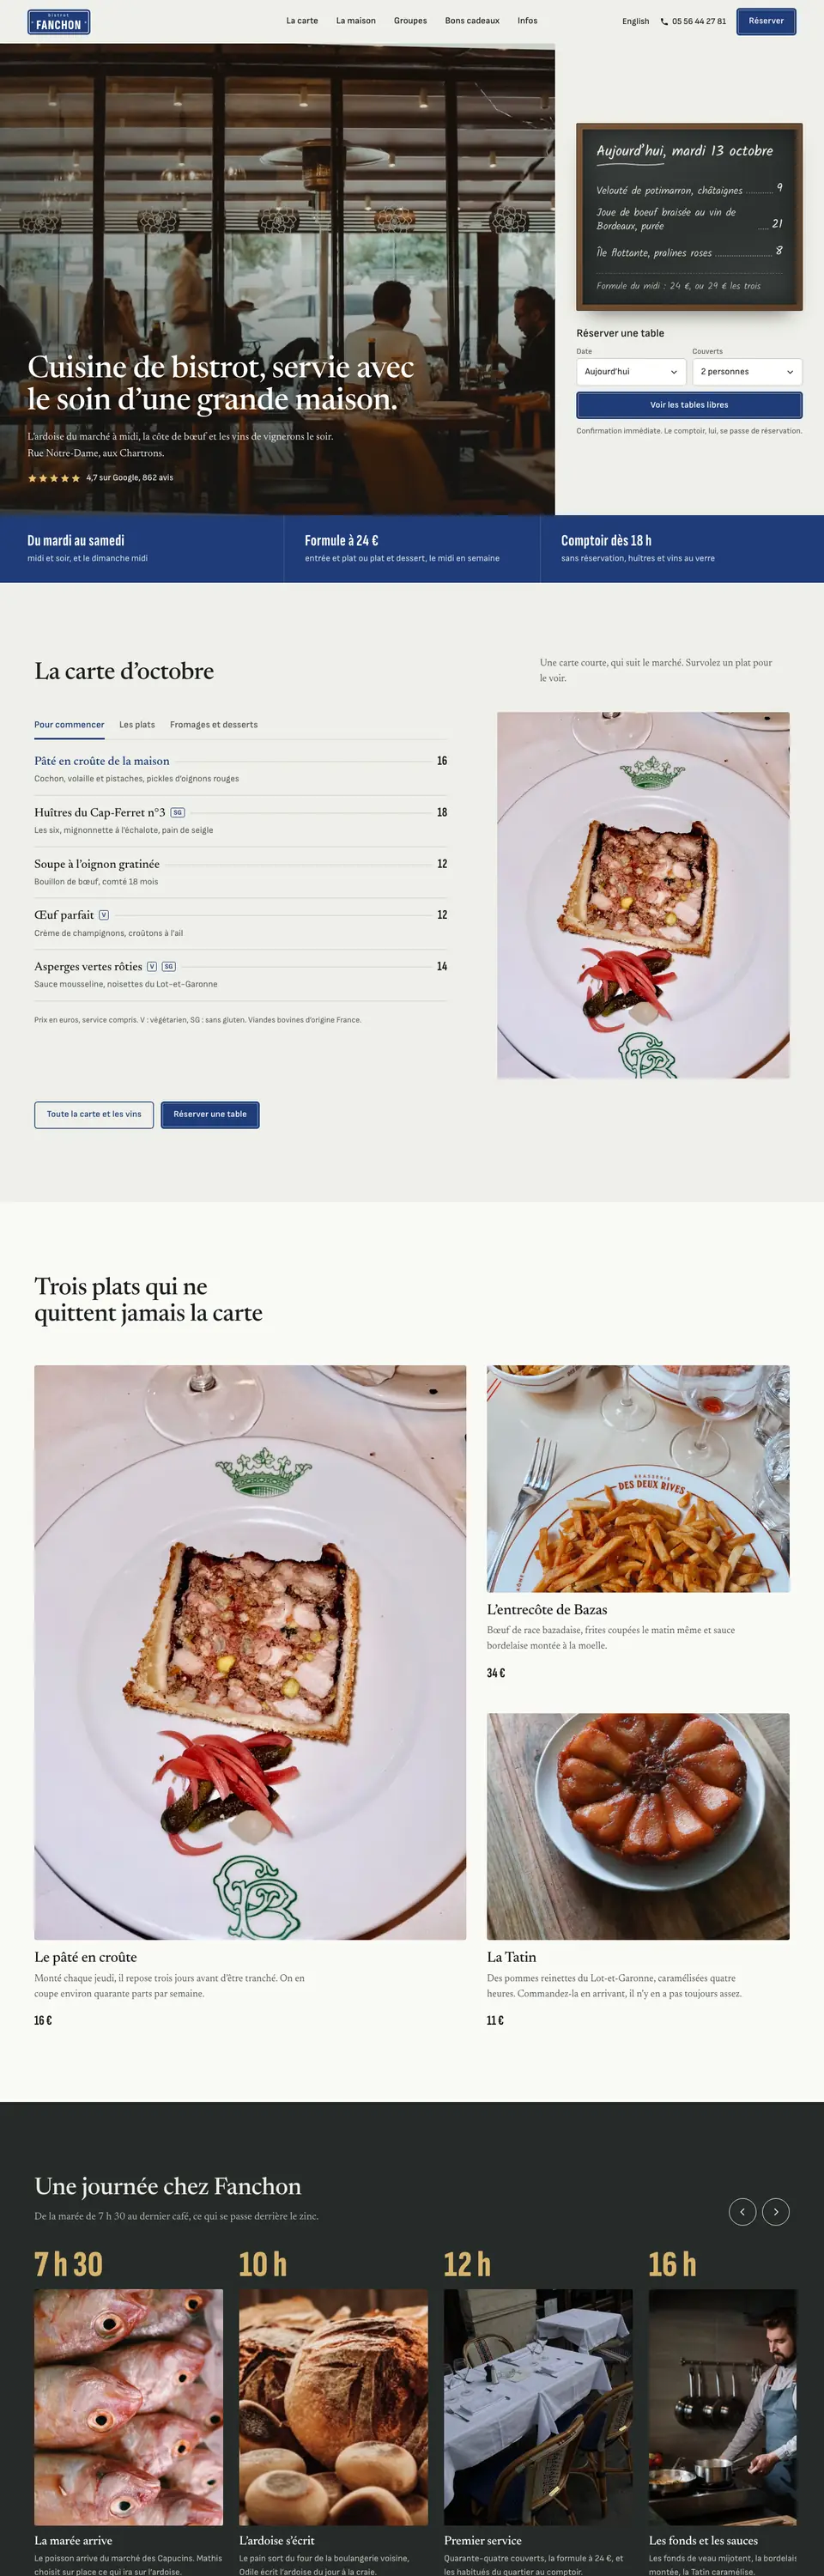 bistrot
FANCHON
La carte
La maison
Groupes
Bons cadeaux
Infos
English
05 56 44 27 81
Réserver
Aujourd'hui, mardi 13 octobre
Velouté de potimarron, châtaignes 9
Joue de boeuf braisée au vin de
Bordeaux, purée 21
Île flottante, pralines roses 8
Formule du midi : 24 €, ou 29 € les trois
Cuisine de bistrot, servie avec
le soin d’une grande maison.
L’ardoise du marché à midi, la côte de bœuf et les vins de vignerons le soir.
Rue Notre-Dame, aux Chartrons.
4,7 sur Google, 862 avis
Réserver une table
Date
Couverts
Aujourd'hui
2 personnes
Voir les tables libres
Confirmation immédiate. Le comptoir, lui, se passe de réservation.
Du mardi au samedi
midi et soir, et le dimanche midi
Formule à 24 €
entrée et plat ou plat et dessert, le midi en semaine
Comptoir dès 18 h
sans réservation, huîtres et vins au verre
La carte d’octobre
Une carte courte, qui suit le marché. Survolez un plat pour
le voir.
Pour commencer
Les plats
Fromages et desserts
Pâté en croûte de la maison 16
Cochon, volaille et pistaches, pickles d'oignons rouges
Huîtres du Cap-Ferret n°3 SG 18
Les six, mignonnette à l'échalote, pain de seigle
Soupe à l’oignon gratinée 12
Bouillon de bœuf, comté 18 mois
Œuf parfait V 12
Crème de champignons, croûtons à l'ail
Asperges vertes rôties V SG 14
Sauce mousseline, noisettes du Lot-et-Garonne
Prix en euros, service compris. V : végétarien, SG : sans gluten. Viandes bovines d'origine France.
Toute la carte et les vins
Réserver une table
Trois plats qui ne
quittent jamais la carte
BRASSERIE
DES DEUX RIVES
L’entrecôte de Bazas
Bœuf de race bazadaise, frites coupées le matin même et sauce
bordelaise montée à la moelle.
34 €
Le pâté en croûte
Monté chaque jeudi, il repose trois jours avant d’être tranché. On en
coupe environ quarante parts par semaine.
16 €
La Tatin
Des pommes reinettes du Lot-et-Garonne, caramélisées quatre
heures. Commandez-la en arrivant, il n’y en a pas toujours assez.
11 €
Une journée chez Fanchon
De la marée de 7 h 30 au dernier café, ce qui se passe derrière le zinc.
7 h 30
10 h
12 h
16 h
La marée arrive
Le poisson arrive du marché des Capucins. Mathis
choisit sur place ce qui ira sur l'ardoise.
L’ardoise s’écrit
Le pain sort du four de la boulangerie voisine,
Odile écrit l'ardoise du jour à la craie.
Premier service
Quarante-quatre couverts, la formule à 24 €, et
les habitués du quartier au comptoir.
Les fonds et les sauces
Les fonds de veau mijotent, la bordelais
montée, la Tatin caramélise.